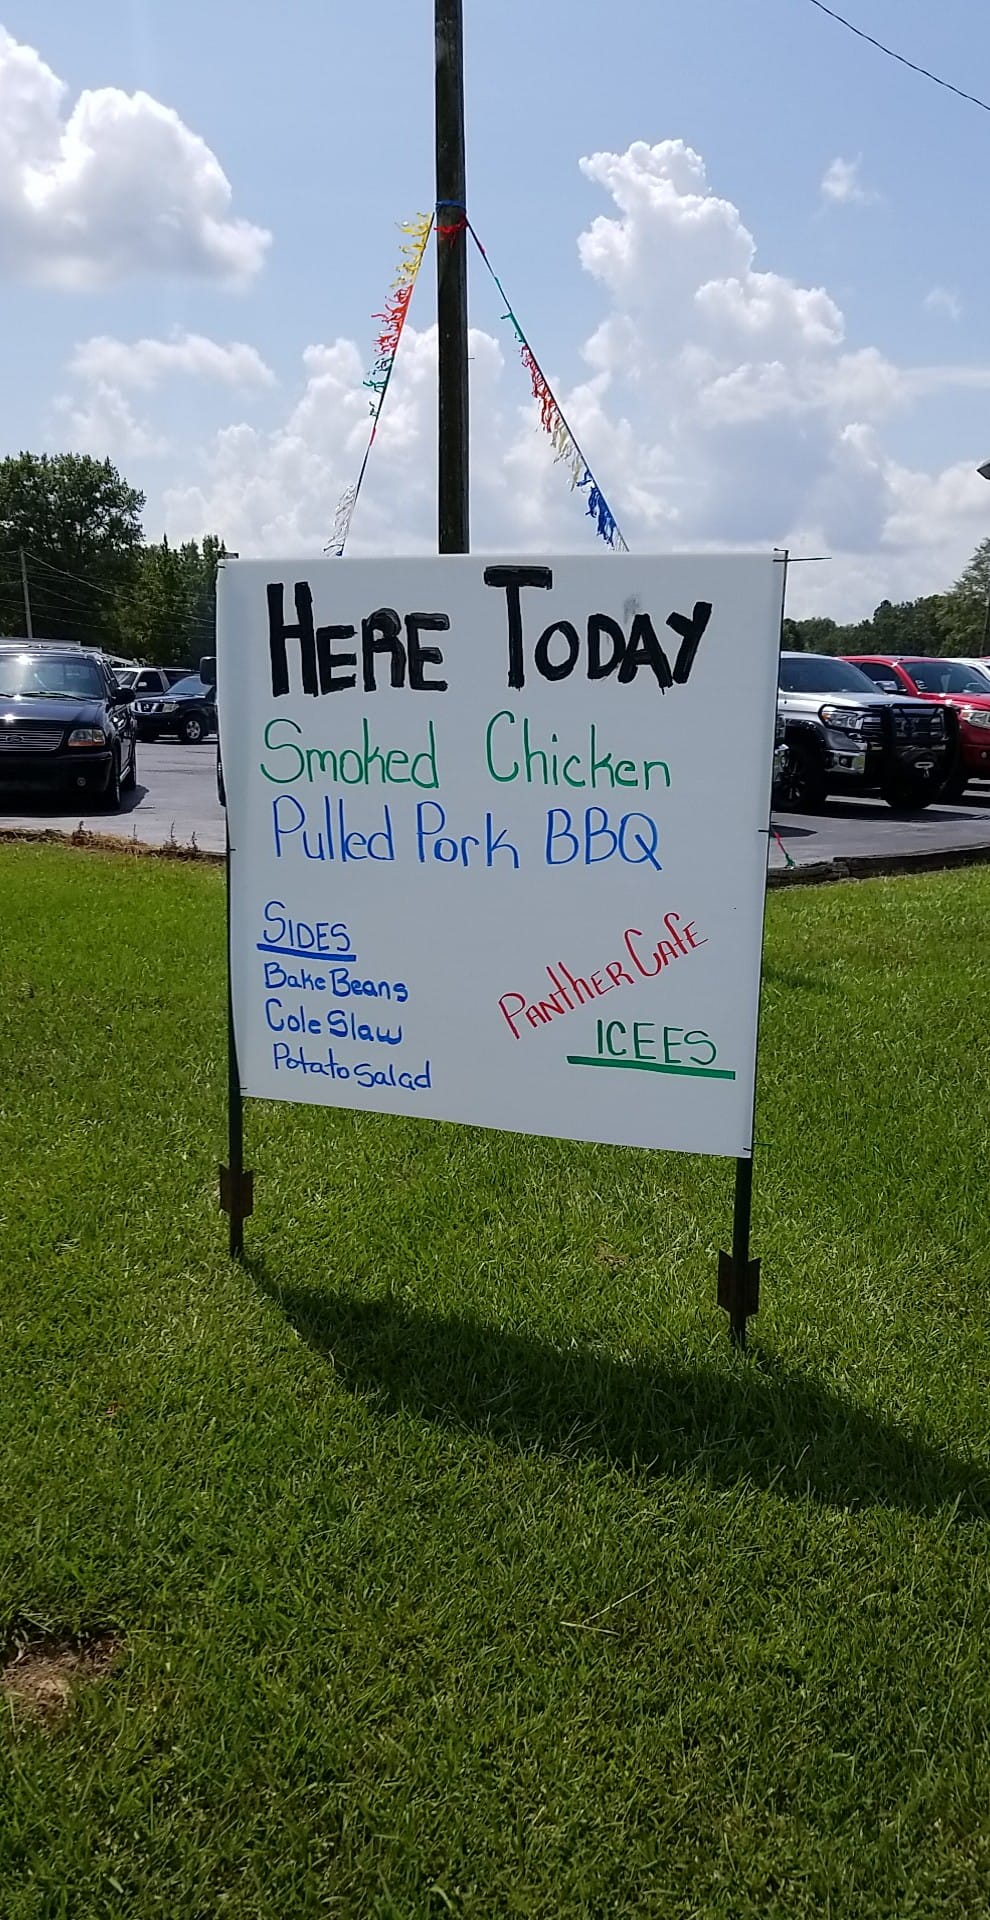 HERE TODAY
Smoked Chicken
Pulled Pork BBQ
SIDES
Bake Beans
Cole Slaw
Potato Salad
PANTHER CAFE
ICEES